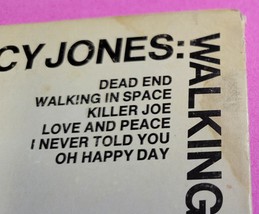 CY JONES:
WALKING
DEAD END
WALKING IN SPACE
KILLER JOE
LOVE AND PEACE
I NEVER TOLD YOU
OH HAPPY DAY